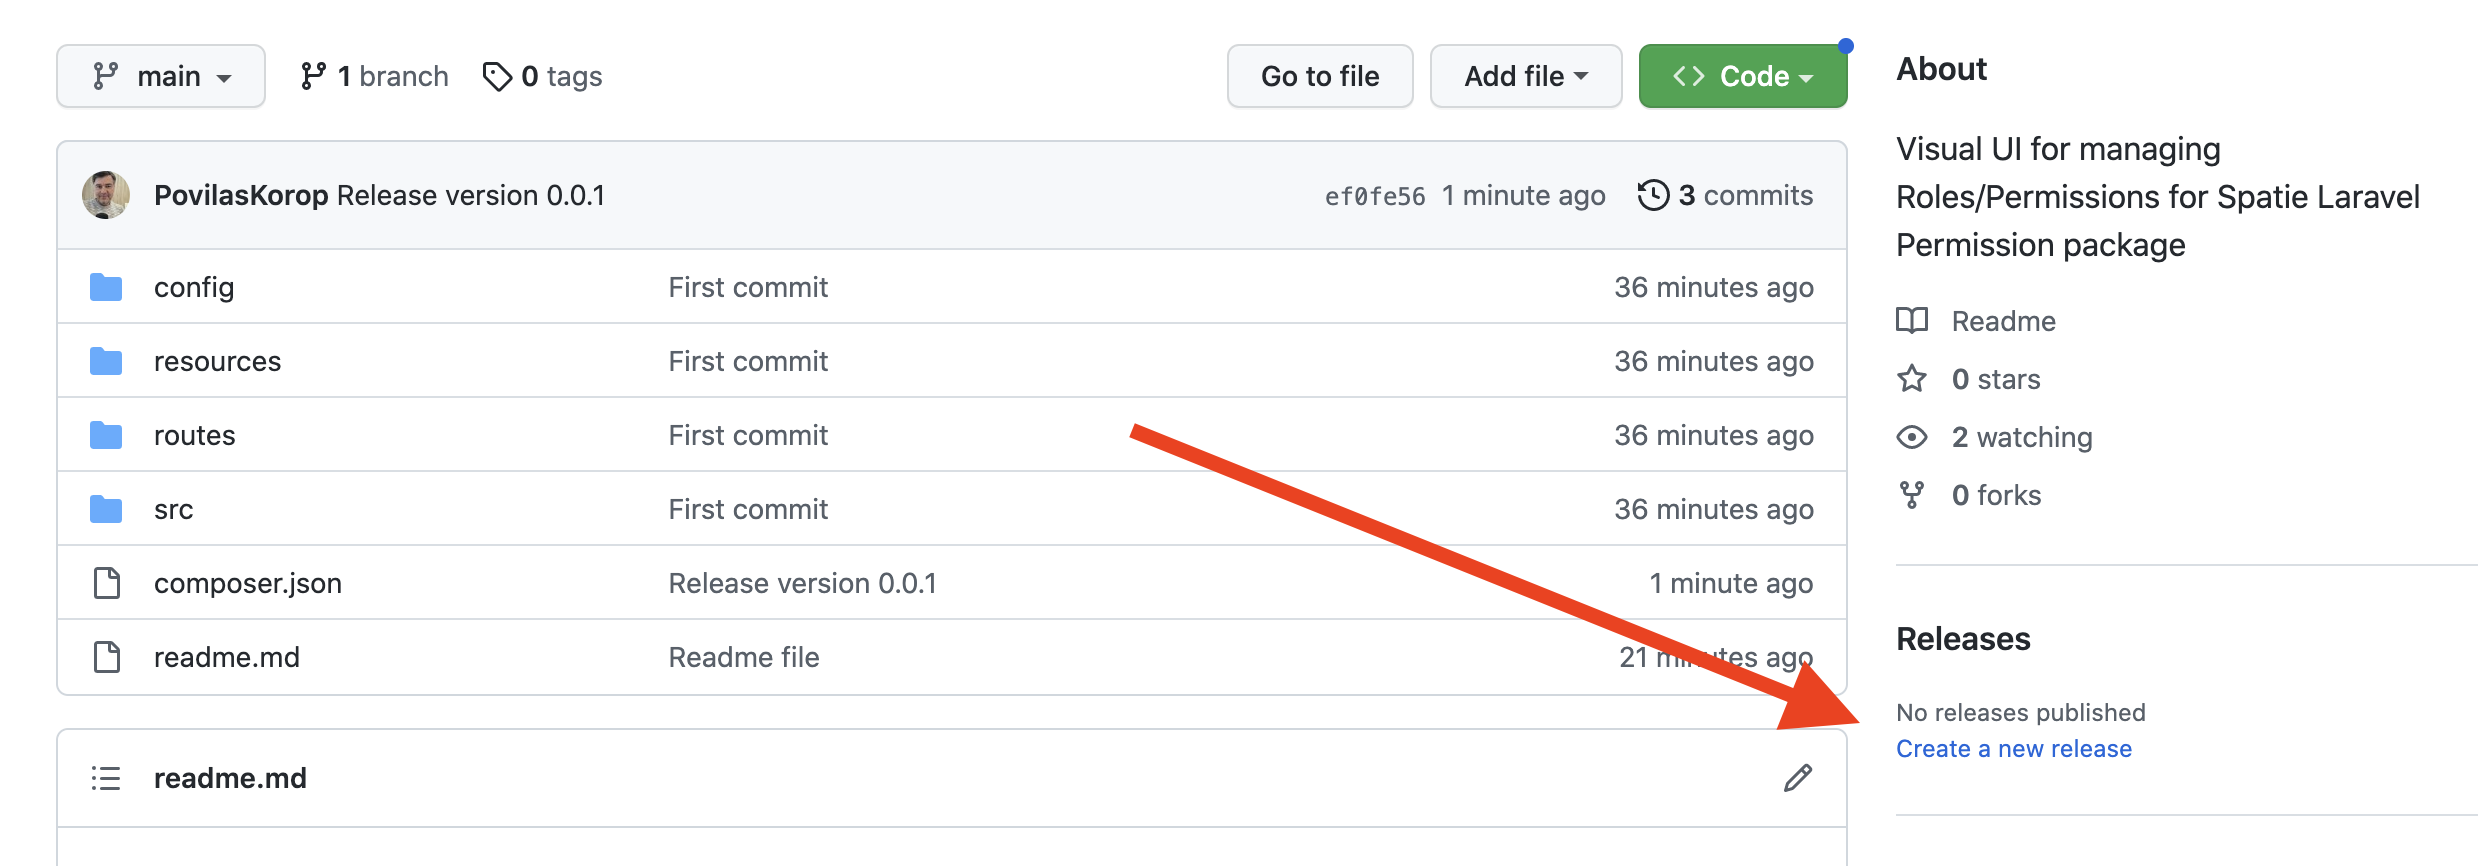 main
1 branch
0 tags
Go to file
Add file
Code
PovilasKorop Release version 0.0.1
ef0fe56 1 minute ago
3 commits
config First commit 36 minutes ago
resources First commit 36 minutes ago
routes First commit 36 minutes ago
src First commit 36 minutes ago
composer.json Release version 0.0.1 1 minute ago
readme.md Readme file 21 minutes ago
readme.md
About
Visual UI for managing
Roles/Permissions for Spatie Laravel
Permission package
Readme
0 stars
2 watching
0 forks
Releases
No releases published
Create a new release